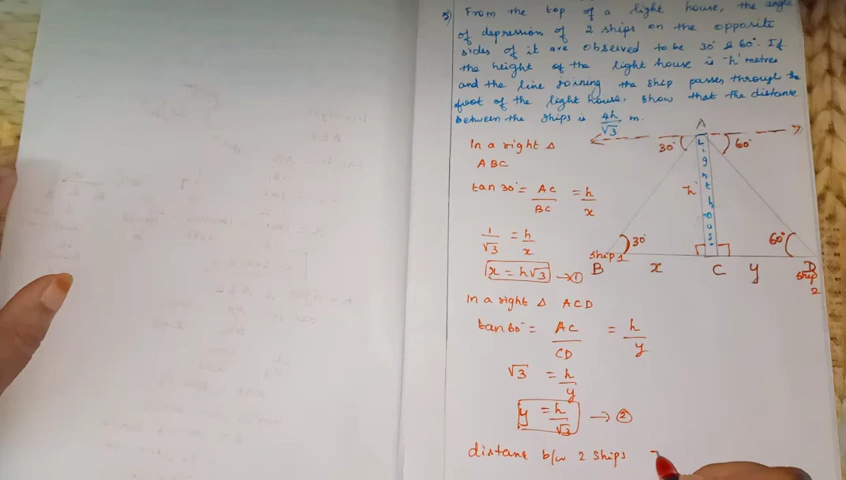 5) From the top of a light house, the angle
of depression of 2 ships on the opposite
sides of it are observed to be 30° & 60°. If
the height of the light house is 'h' metres
and the line joining the ship passes through the
foot of the light house. Show that the distance
between the ships is 4h/√3 m.
In a right Δ
ABC
tan 30° = AC/BC = h/x
1/√3 = h/x
x = h√3 → ①
In a right Δ ACD
tan 60° = AC/CD = h/y
√3 = h/y
y = h/√3 → ②
distane b/w 2 ships
A
30° 60°
h
Light house
30° 60°
ship 1
B x C y D
ship
2